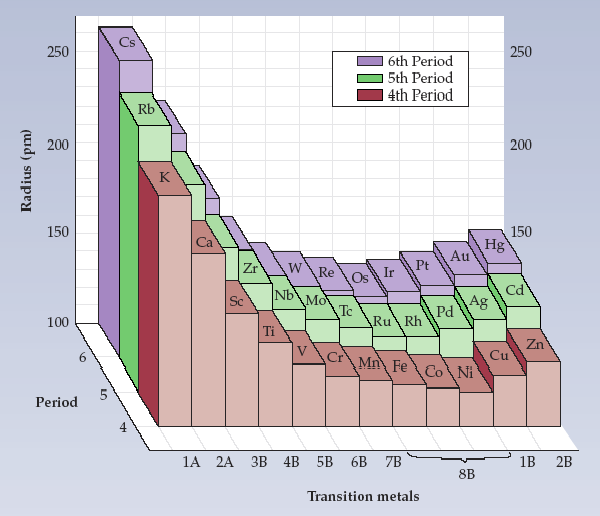 Radius (pm)
250
200
150
100
250
200
150
6th Period
5th Period
4th Period
Cs
Rb
K
Ca
Sc
Ti
V
Cr
Mn
Fe
Co
Ni
Cu
Zn
Zr
Nb
Mo
Tc
Ru
Rh
Pd
Ag
Cd
W
Re
Os
Ir
Pt
Au
Hg
Period
6
5
4
1A 2A 3B 4B 5B 6B 7B 8B 1B 2B
Transition metals